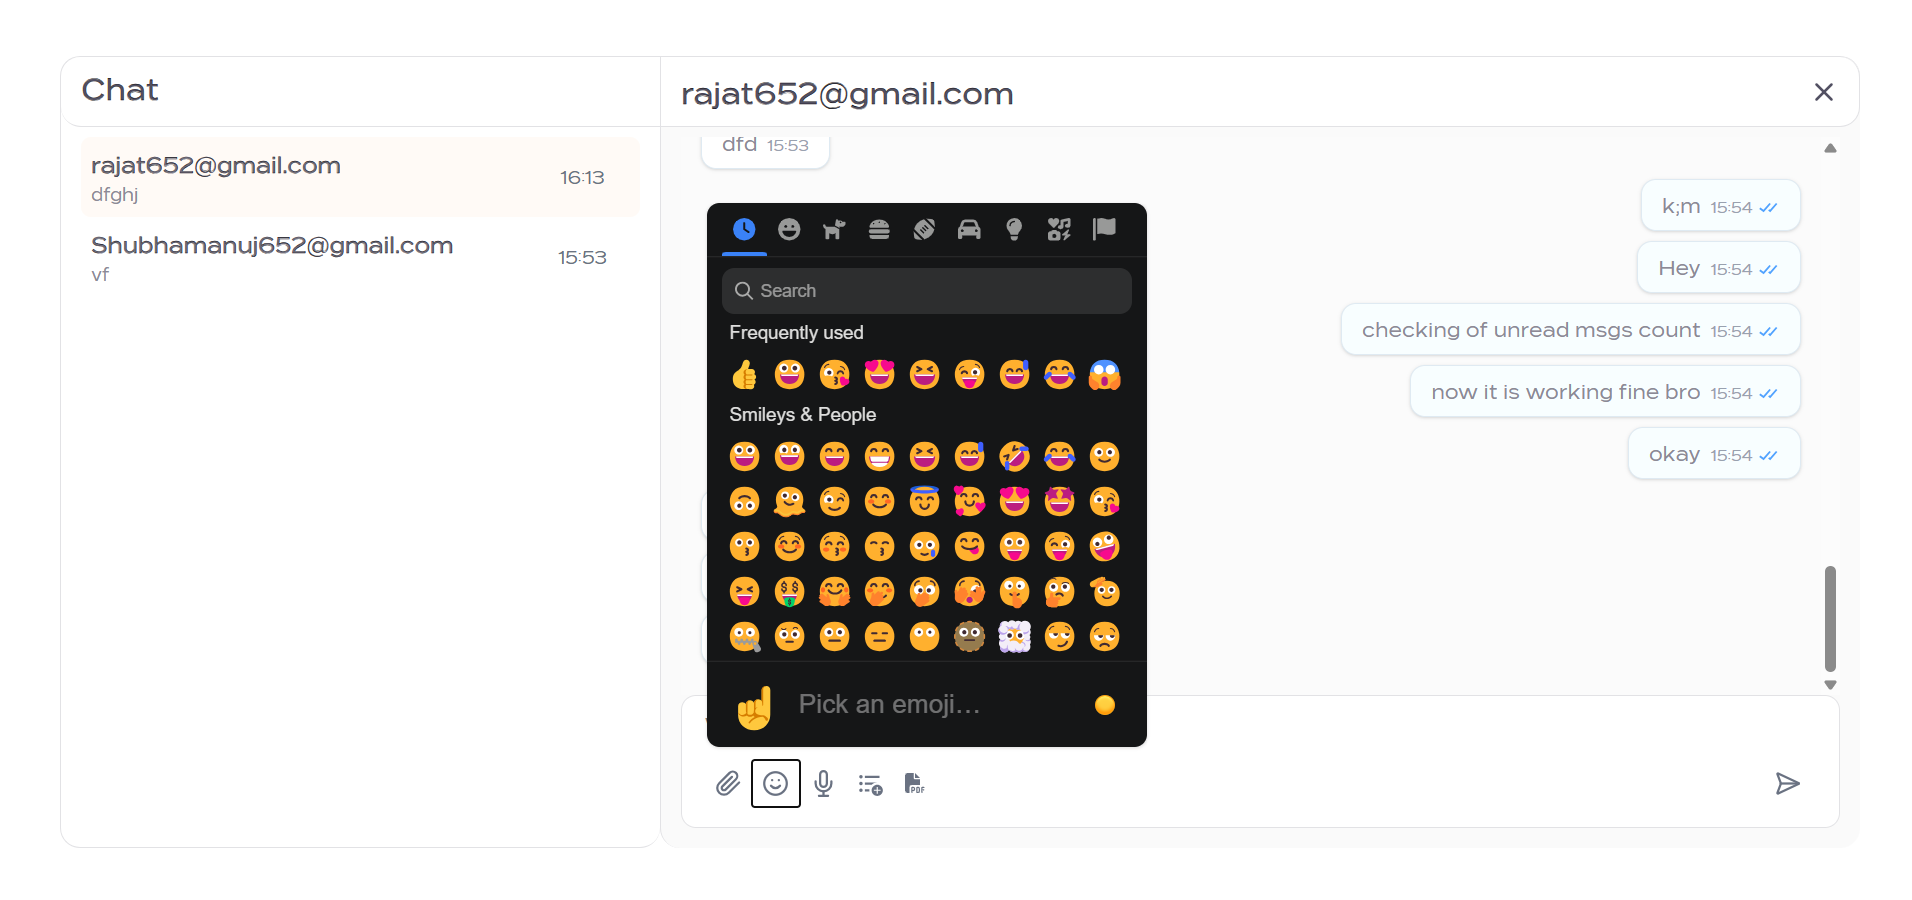 Chat
rajat652@gmail.com
dfghj
16:13
Shubhamanuj652@gmail.com
vf
15:53
rajat652@gmail.com
dfd 15:53
k;m 15:54
Hey 15:54
checking of unread msgs count 15:54
now it is working fine bro 15:54
okay 15:54
Search
Frequently used
Smileys & People
Pick an emoji…
PDF